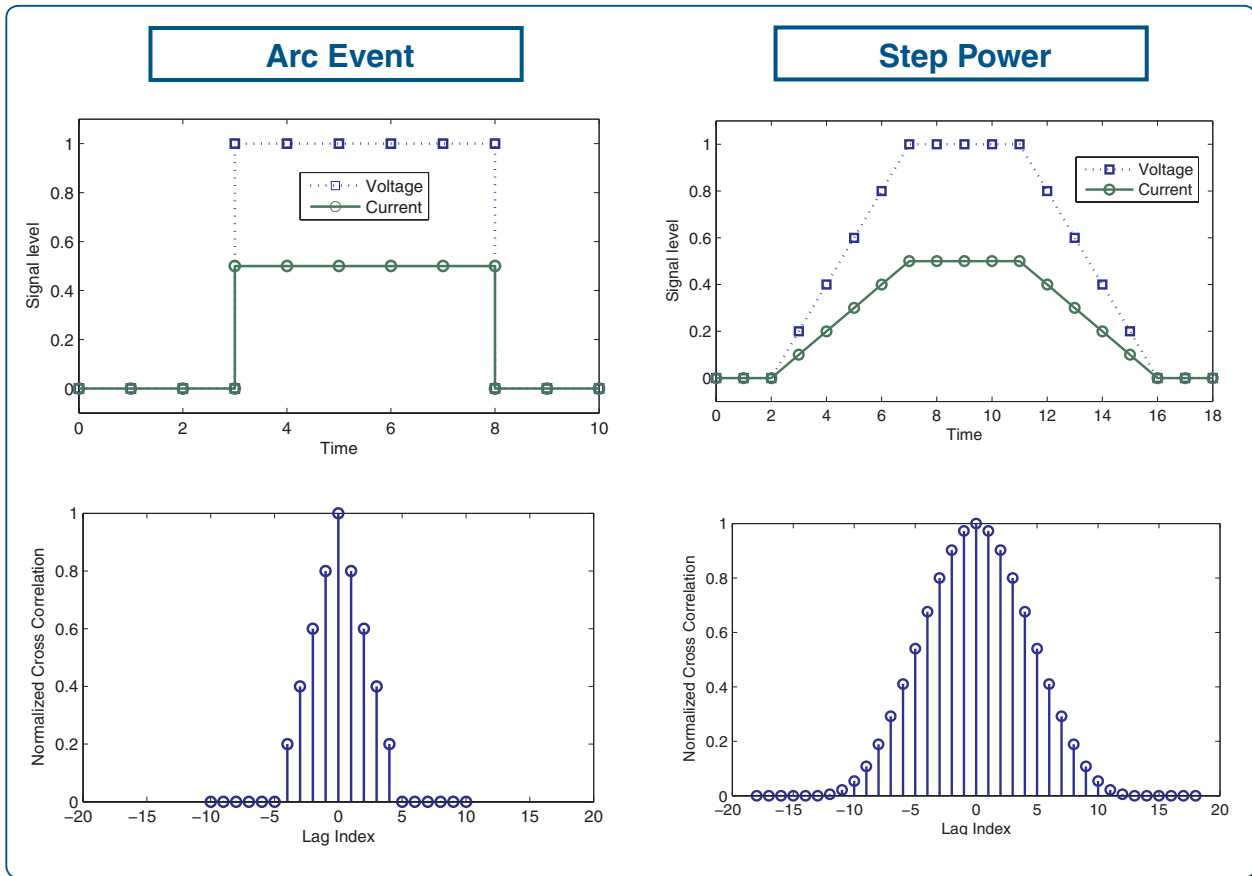 Arc Event
Step Power
1
0.8
0.6
0.4
0.2
0
Signal level
Voltage
Current
0 2 4 6 8 10
Time
1
0.8
0.6
0.4
0.2
0
Signal level
Voltage
Current
0 2 4 6 8 10 12 14 16 18
Time
1
0.8
0.6
0.4
0.2
0
Normalized Cross Correlation
−20 −15 −10 −5 0 5 10 15 20
Lag Index
1
0.8
0.6
0.4
0.2
0
Normalized Cross Correlation
−20 −15 −10 −5 0 5 10 15 20
Lag Index